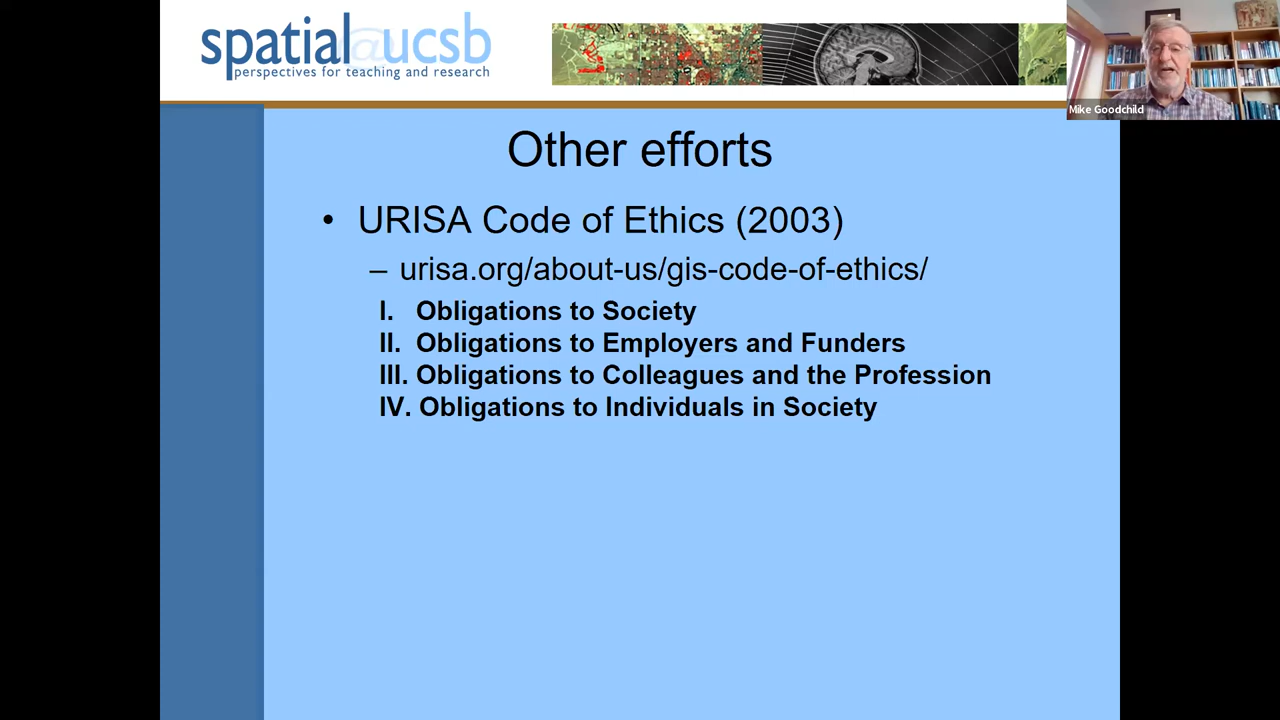 spatial@ucsb
perspectives for teaching and research
Mike Goodchild
Other efforts
• URISA Code of Ethics (2003)
– urisa.org/about-us/gis-code-of-ethics/
I. Obligations to Society
II. Obligations to Employers and Funders
III. Obligations to Colleagues and the Profession
IV. Obligations to Individuals in Society